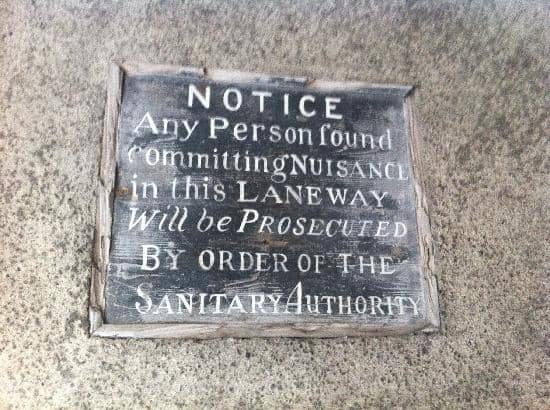 NOTICE
Any Person found
committing NUISANCE
in this LANEWAY
Will be PROSECUTED
BY ORDER OF THE
SANITARY AUTHORITY